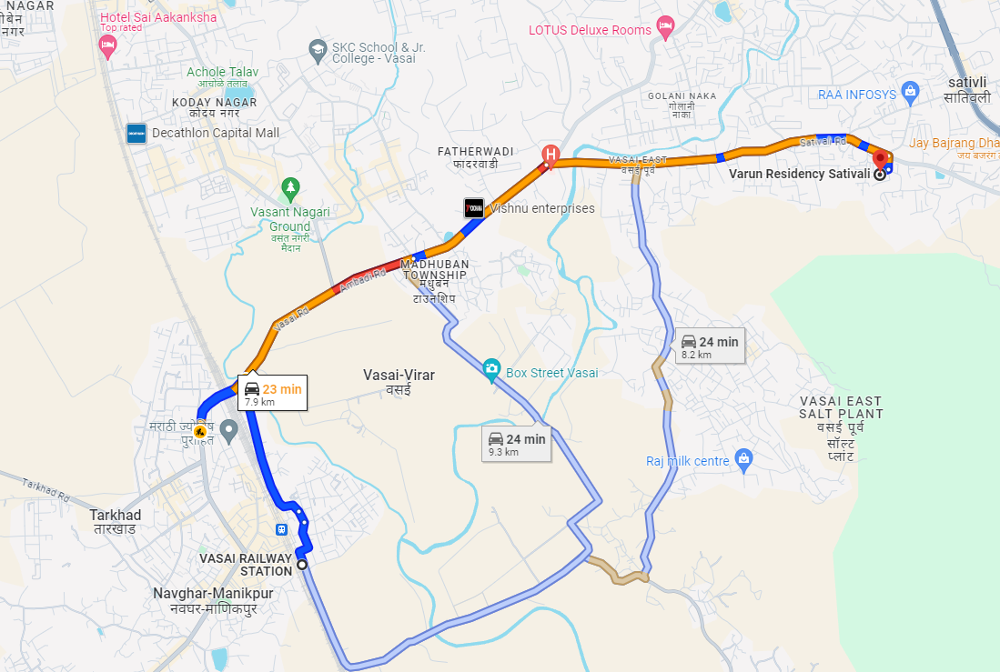 NAGAR
नगर
Hotel Sai Aakanksha
Top rated
LOTUS Deluxe Rooms
SKC School & Jr.
College - Vasai
Achole Talav
आचोळे तलाव
KODAY NAGAR
कोदय नगर
Decathlon Capital Mall
GOLANI NAKA
गोलानी
नाका
RAA INFOSYS
sativli
सातिवली
FATHERWADI
फादरवाडी
H
VASAI EAST
वसई पूर्व
Sativali Rd
Jay Bajrang Dha
जय बजरंग
Varun Residency Sativali
Vasant Nagari
Ground
वसंत नगरी
मैदान
Vishnu enterprises
MADHUBAN
TOWNSHIP
मधुबन
टाउनशिप
Ambadi Rd
Vasai Rd
24 min
8.2 km
Vasai-Virar
वसई
Box Street Vasai
23 min
7.9 km
VASAI EAST
SALT PLANT
वसई पूर्व
सॉल्ट
प्लांट
मराठी ज्योतिष
पुरोहित
24 min
9.3 km
Raj milk centre
Tarkhad Rd
Tarkhad
तारखाड
VASAI RAILWAY
STATION
Navghar-Manikpur
नवघर-माणिकपुर